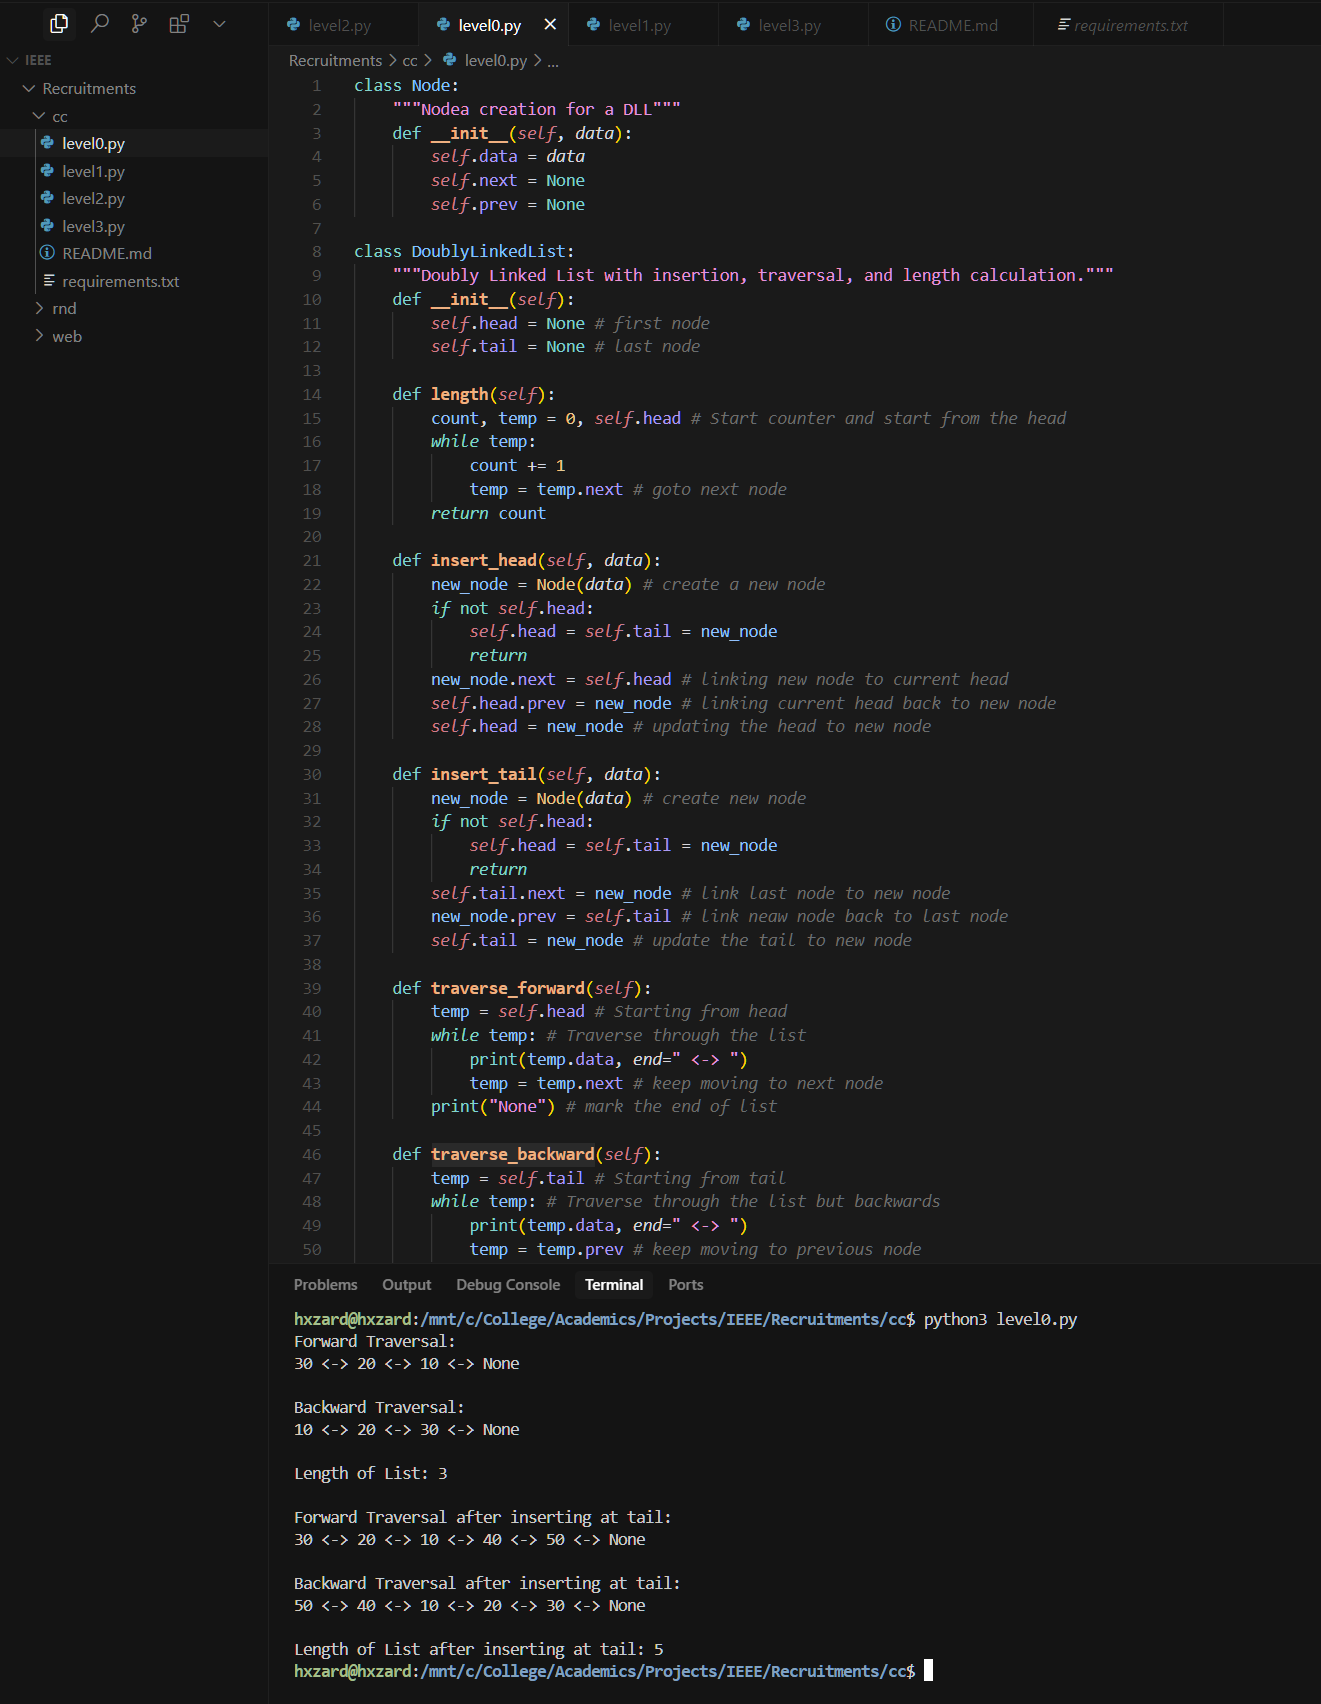 level2.py level0.py level1.py level3.py README.md requirements.txt
IEEE
Recruitments
cc
level0.py
level1.py
level2.py
level3.py
README.md
requirements.txt
rnd
web
Recruitments > cc > level0.py > ...
1 class Node:
2 """Nodea creation for a DLL"""
3 def __init__(self, data):
4 self.data = data
5 self.next = None
6 self.prev = None
7
8 class DoublyLinkedList:
9 """Doubly Linked List with insertion, traversal, and length calculation."""
10 def __init__(self):
11 self.head = None # first node
12 self.tail = None # last node
13
14 def length(self):
15 count, temp = 0, self.head # Start counter and start from the head
16 while temp:
17 count += 1
18 temp = temp.next # goto next node
19 return count
20
21 def insert_head(self, data):
22 new_node = Node(data) # create a new node
23 if not self.head:
24 self.head = self.tail = new_node
25 return
26 new_node.next = self.head # linking new node to current head
27 self.head.prev = new_node # linking current head back to new node
28 self.head = new_node # updating the head to new node
29
30 def insert_tail(self, data):
31 new_node = Node(data) # create new node
32 if not self.head:
33 self.head = self.tail = new_node
34 return
35 self.tail.next = new_node # link last node to new node
36 new_node.prev = self.tail # link neaw node back to last node
37 self.tail = new_node # update the tail to new node
38
39 def traverse_forward(self):
40 temp = self.head # Starting from head
41 while temp: # Traverse through the list
42 print(temp.data, end=" <-> ")
43 temp = temp.next # keep moving to next node
44 print("None") # mark the end of list
45
46 def traverse_backward(self):
47 temp = self.tail # Starting from tail
48 while temp: # Traverse through the list but backwards
49 print(temp.data, end=" <-> ")
50 temp = temp.prev # keep moving to previous node
Problems Output Debug Console Terminal Ports
hxzard@hxzard:/mnt/c/College/Academics/Projects/IEEE/Recruitments/cc$ python3 level0.py
Forward Traversal:
30 <-> 20 <-> 10 <-> None
Backward Traversal:
10 <-> 20 <-> 30 <-> None
Length of List: 3
Forward Traversal after inserting at tail:
30 <-> 20 <-> 10 <-> 40 <-> 50 <-> None
Backward Traversal after inserting at tail:
50 <-> 40 <-> 10 <-> 20 <-> 30 <-> None
Length of List after inserting at tail: 5
hxzard@hxzard:/mnt/c/College/Academics/Projects/IEEE/Recruitments/cc$